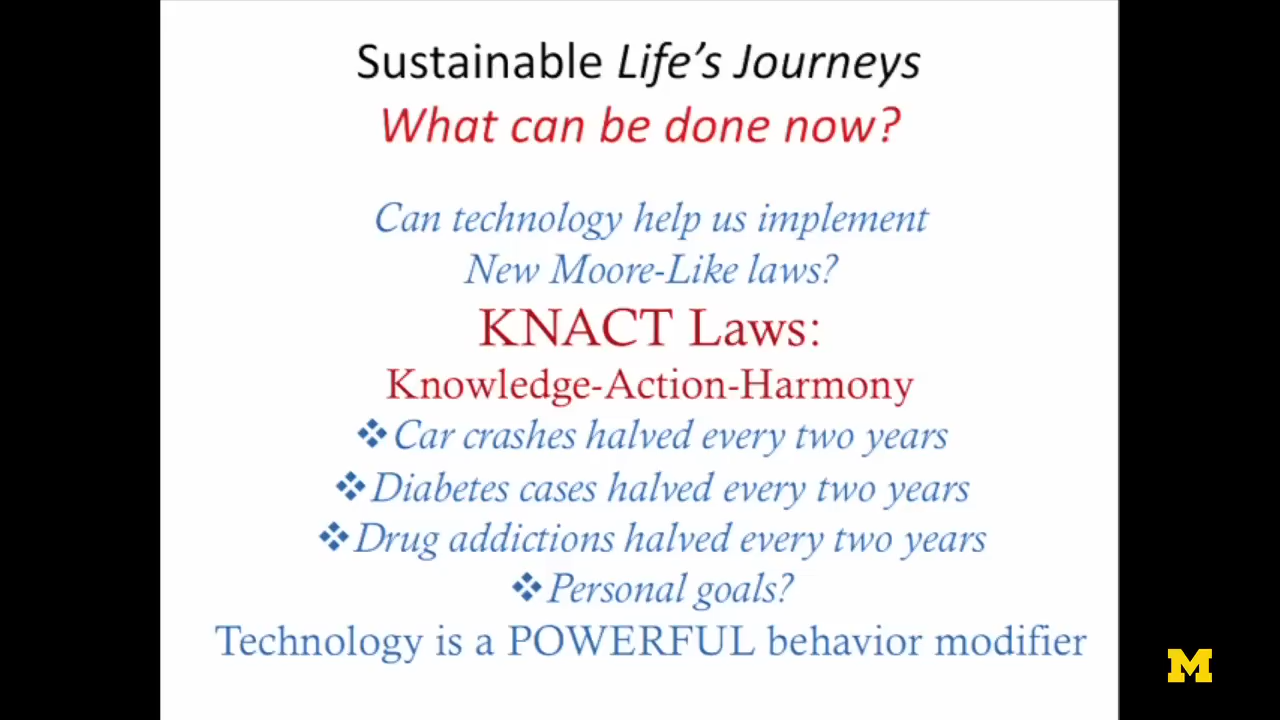 Sustainable Life's Journeys
What can be done now?
Can technology help us implement
New Moore-Like laws?
KNACT Laws:
Knowledge-Action-Harmony
❖Car crashes halved every two years
❖Diabetes cases halved every two years
❖Drug addictions halved every two years
❖Personal goals?
Technology is a POWERFUL behavior modifier
M